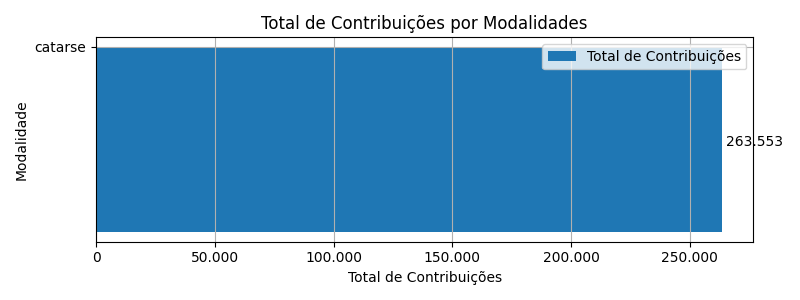 Total de Contribuições por Modalidades
catarse
Total de Contribuições
Modalidade
263.553
0
50.000
100.000
150.000
200.000
250.000
Total de Contribuições